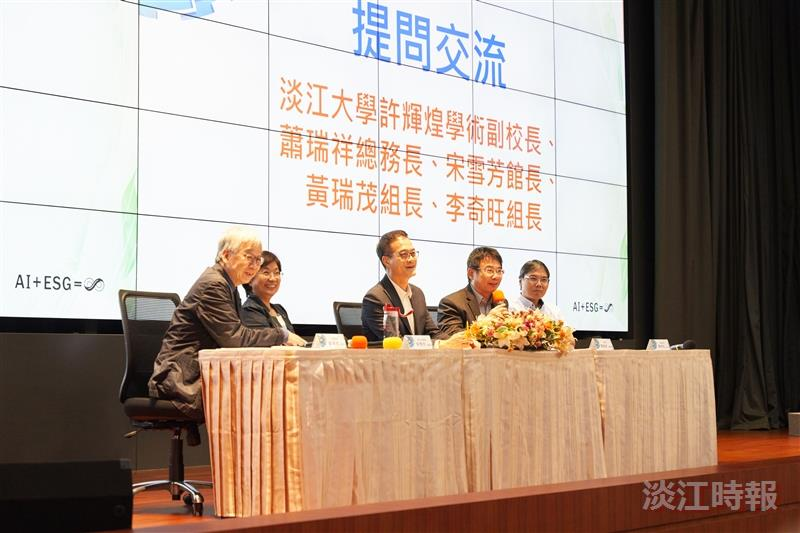 提問交流
淡江大學許輝煌學術副校長、
蕭瑞祥總務長、宋雪芳館長、
黃瑞茂組長、李奇旺組長
AI+ESG=
AI+ESG=
淡江時報